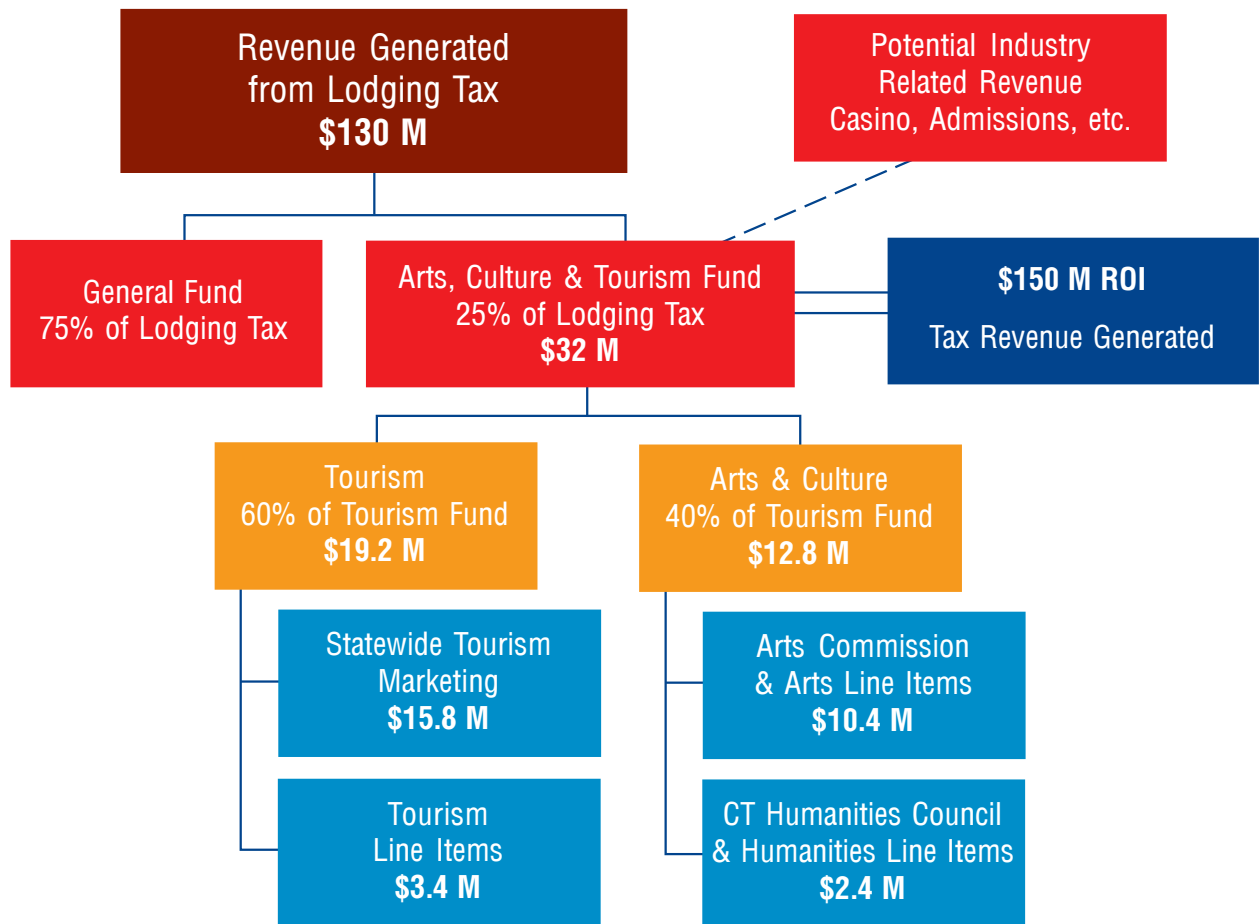 Revenue Generated
from Lodging Tax
$130 M
Potential Industry
Related Revenue
Casino, Admissions, etc.
General Fund
75% of Lodging Tax
Arts, Culture & Tourism Fund
25% of Lodging Tax
$32 M
$150 M ROI
Tax Revenue Generated
Tourism
60% of Tourism Fund
$19.2 M
Arts & Culture
40% of Tourism Fund
$12.8 M
Statewide Tourism
Marketing
$15.8 M
Arts Commission
& Arts Line Items
$10.4 M
Tourism
Line Items
$3.4 M
CT Humanities Council
& Humanities Line Items
$2.4 M